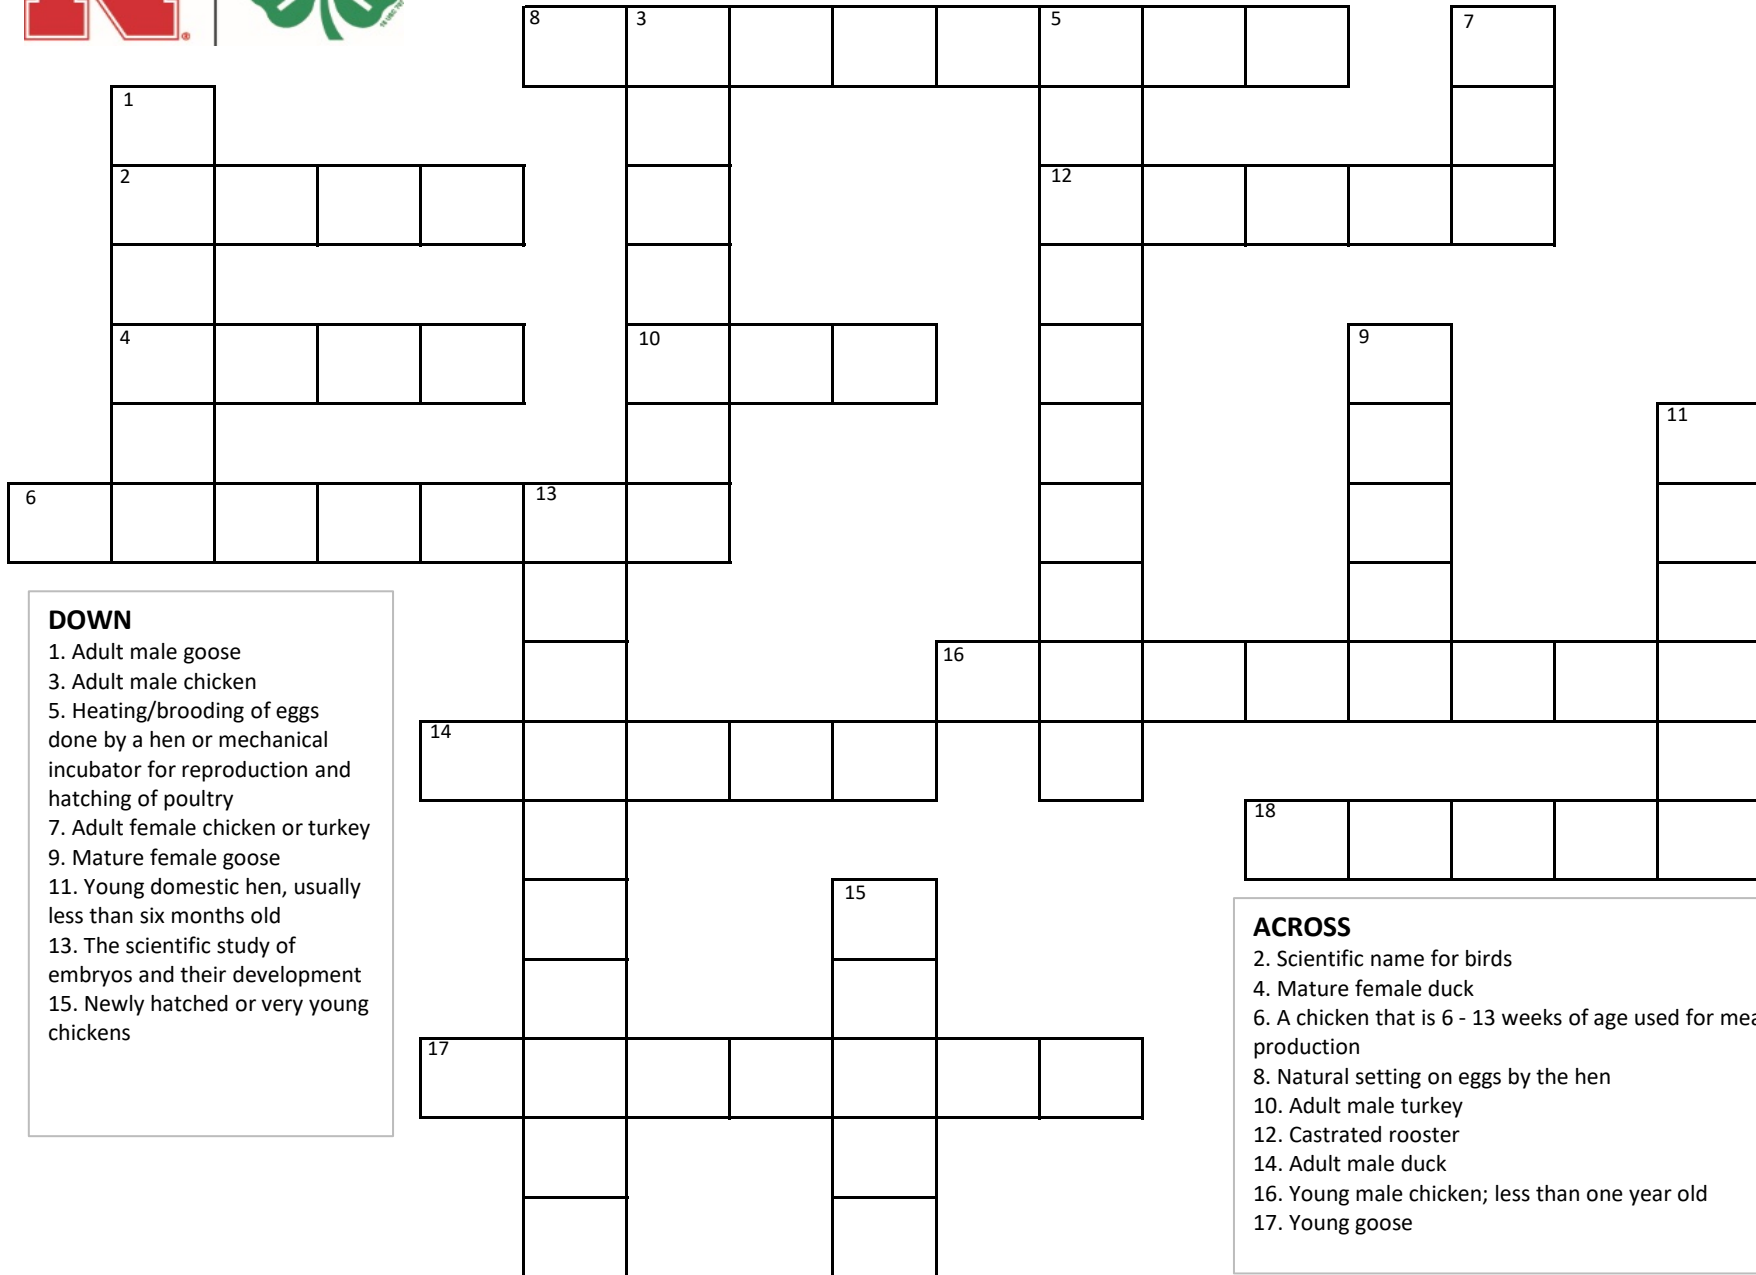 N
®
18 USC 707
8
3
5
7
1
2
12
4
10
9
11
6
13
16
14
18
15
17
DOWN
1. Adult male goose
3. Adult male chicken
5. Heating/brooding of eggs
done by a hen or mechanical
incubator for reproduction and
hatching of poultry
7. Adult female chicken or turkey
9. Mature female goose
11. Young domestic hen, usually
less than six months old
13. The scientific study of
embryos and their development
15. Newly hatched or very young
chickens
ACROSS
2. Scientific name for birds
4. Mature female duck
6. A chicken that is 6 - 13 weeks of age used for mea
production
8. Natural setting on eggs by the hen
10. Adult male turkey
12. Castrated rooster
14. Adult male duck
16. Young male chicken; less than one year old
17. Young goose